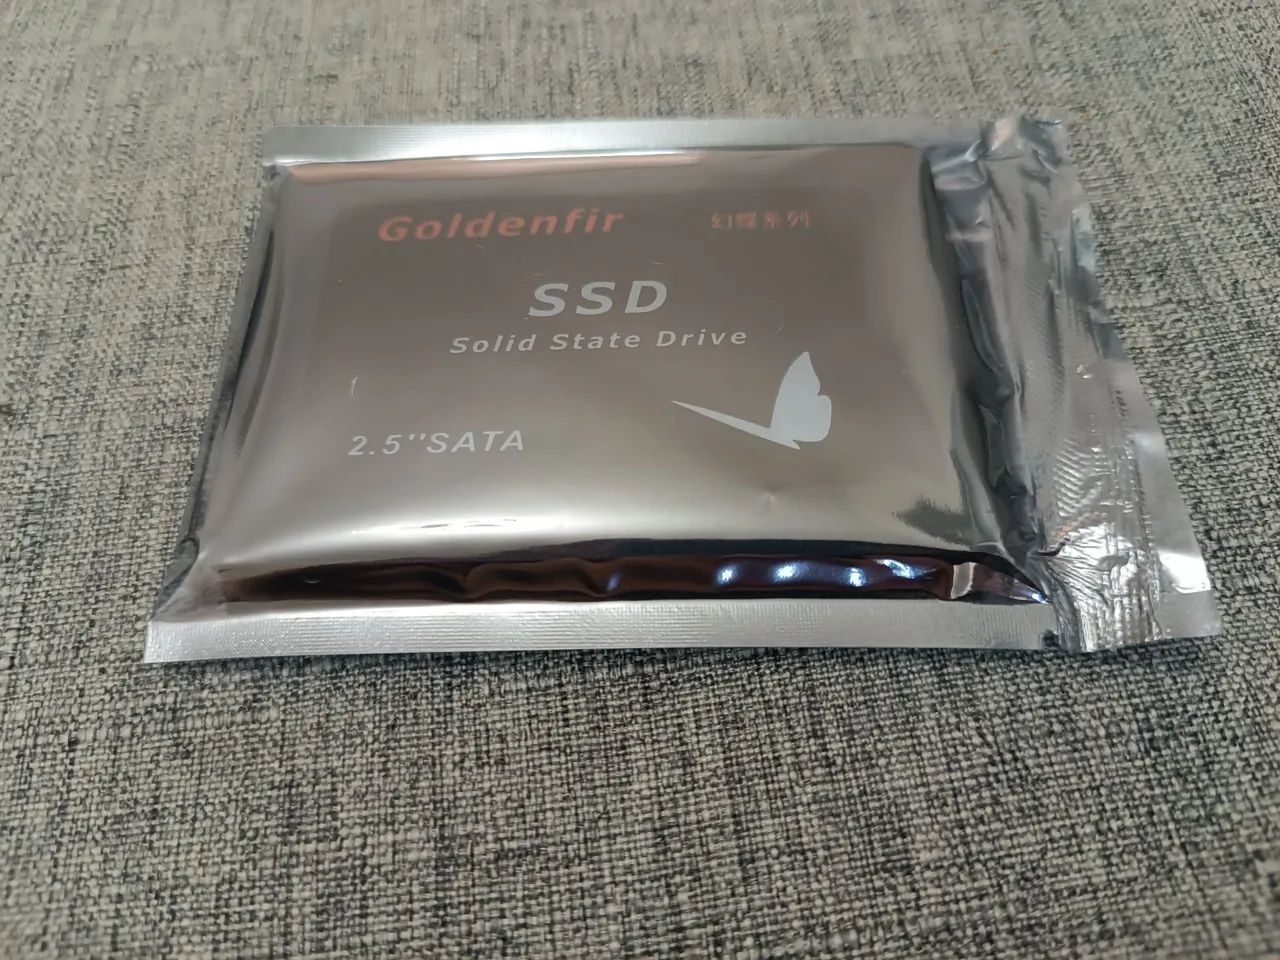 Goldenfir 幻蝶系列
SSD
Solid State Drive
2.5''SATA